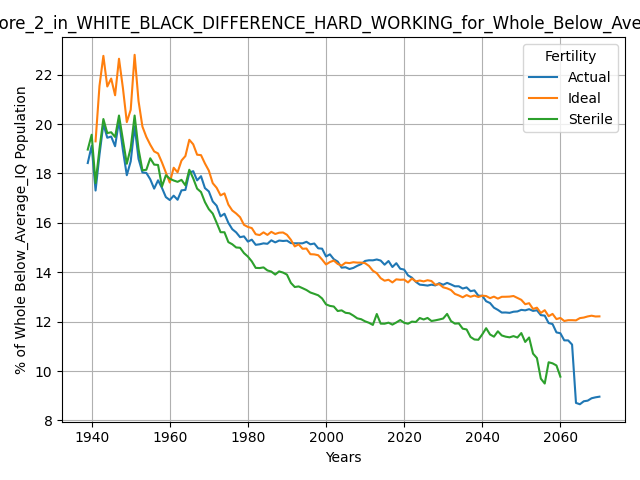 ore_2_in_WHITE_BLACK_DIFFERENCE_HARD_WORKING_for_Whole_Below_Ave
Fertility
Actual
Ideal
Sterile
% of Whole Below_Average_IQ Population
22
20
18
16
14
12
10
8
1940 1960 1980 2000 2020 2040 2060
Years